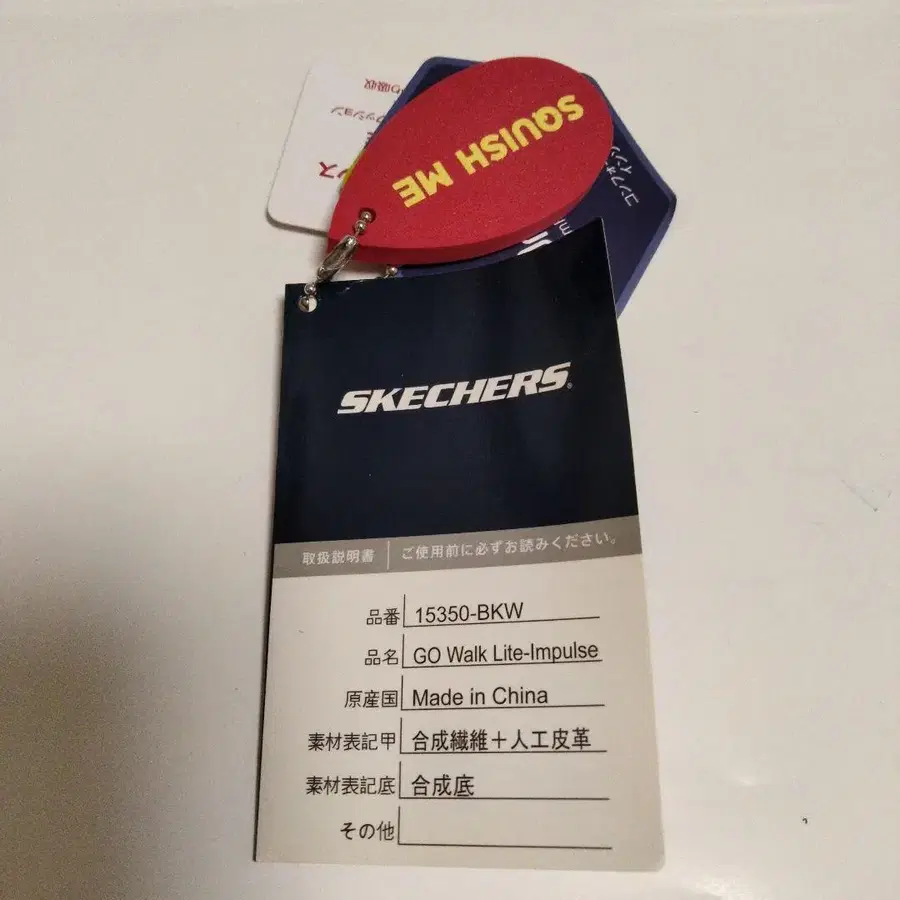 SQUISH ME
SKECHERS
取扱説明書 ご使用前に必ずお読みください。
品番 15350-BKW
品名 GO Walk Lite-Impulse
原産国 Made in China
素材表記甲 合成繊維+人工皮革
素材表記底 合成底
その他